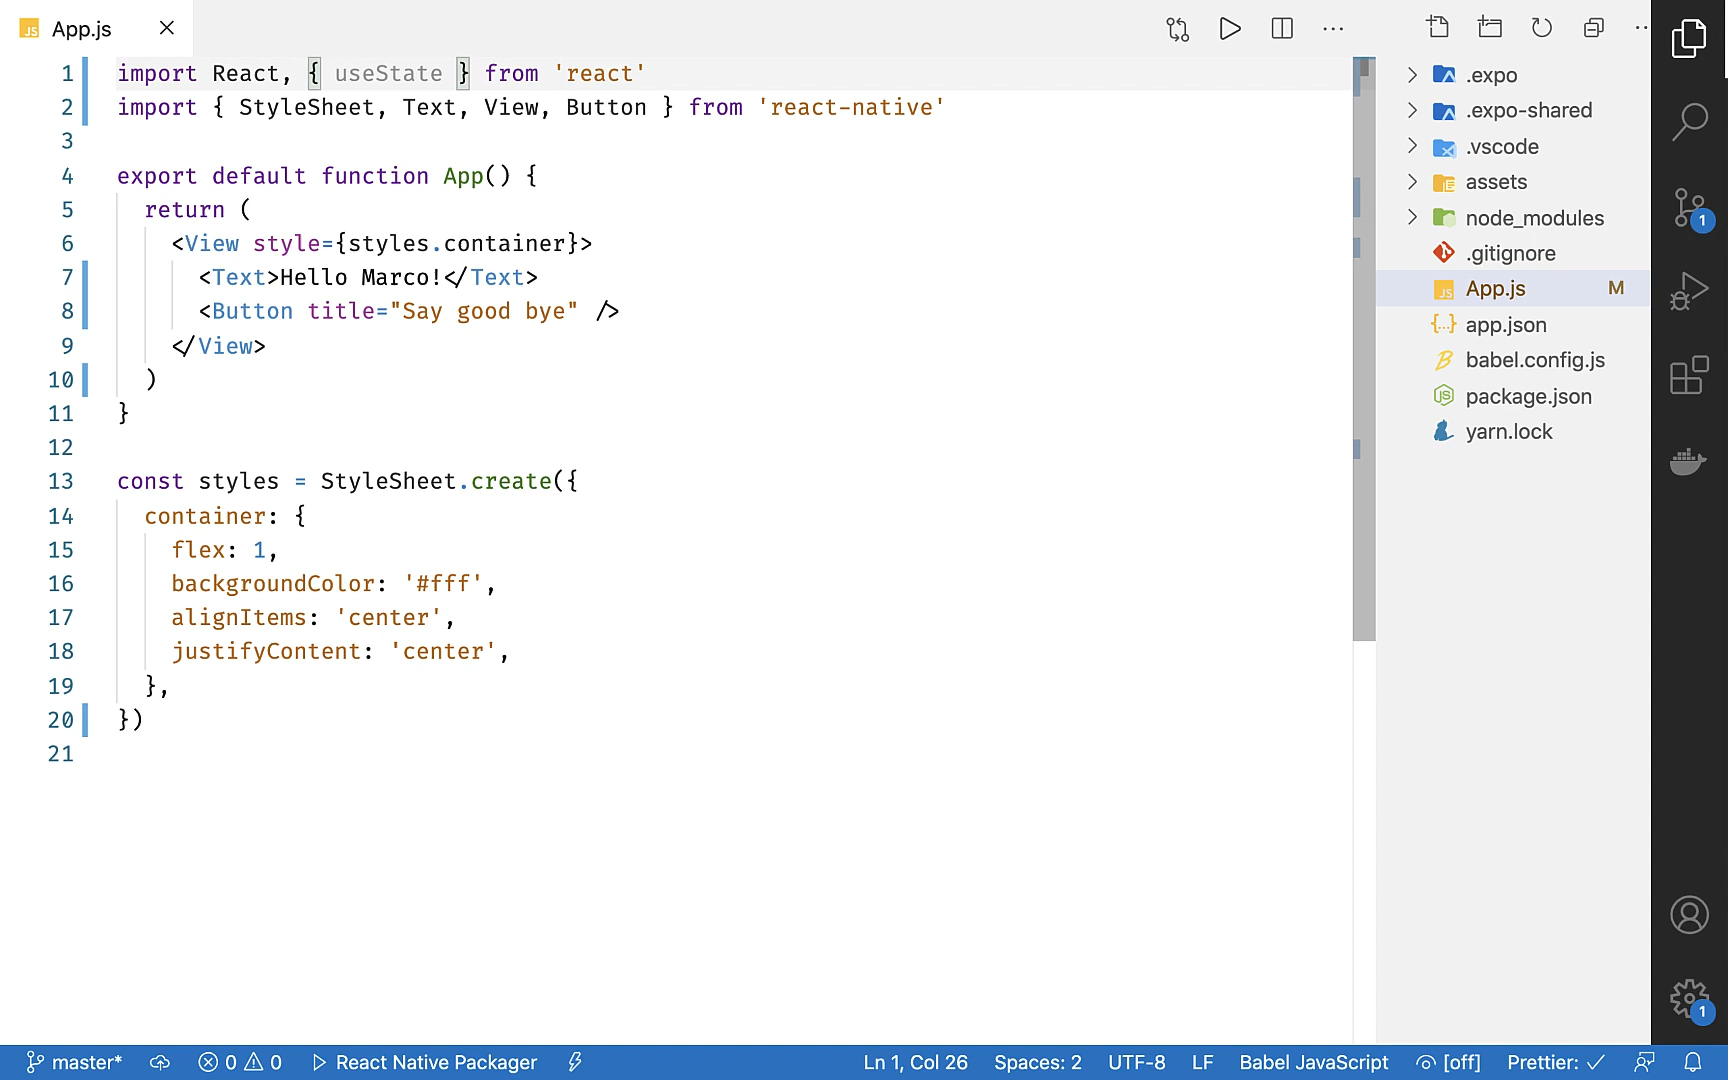 JS App.js
1 import React, { useState } from 'react'
2 import { StyleSheet, Text, View, Button } from 'react-native'
3
4 export default function App() {
5 return (
6 <View style={styles.container}>
7 <Text>Hello Marco!</Text>
8 <Button title="Say good bye" />
9 </View>
10 )
11 }
12
13 const styles = StyleSheet.create({
14 container: {
15 flex: 1,
16 backgroundColor: '#fff',
17 alignItems: 'center',
18 justifyContent: 'center',
19 },
20 })
21
.expo
.expo-shared
.vscode
assets
node_modules
.gitignore
JS App.js M
{...} app.json
babel.config.js
JS package.json
yarn.lock
1
1
master* 0 0 React Native Packager Ln 1, Col 26 Spaces: 2 UTF-8 LF Babel JavaScript [off] Prettier: ✓